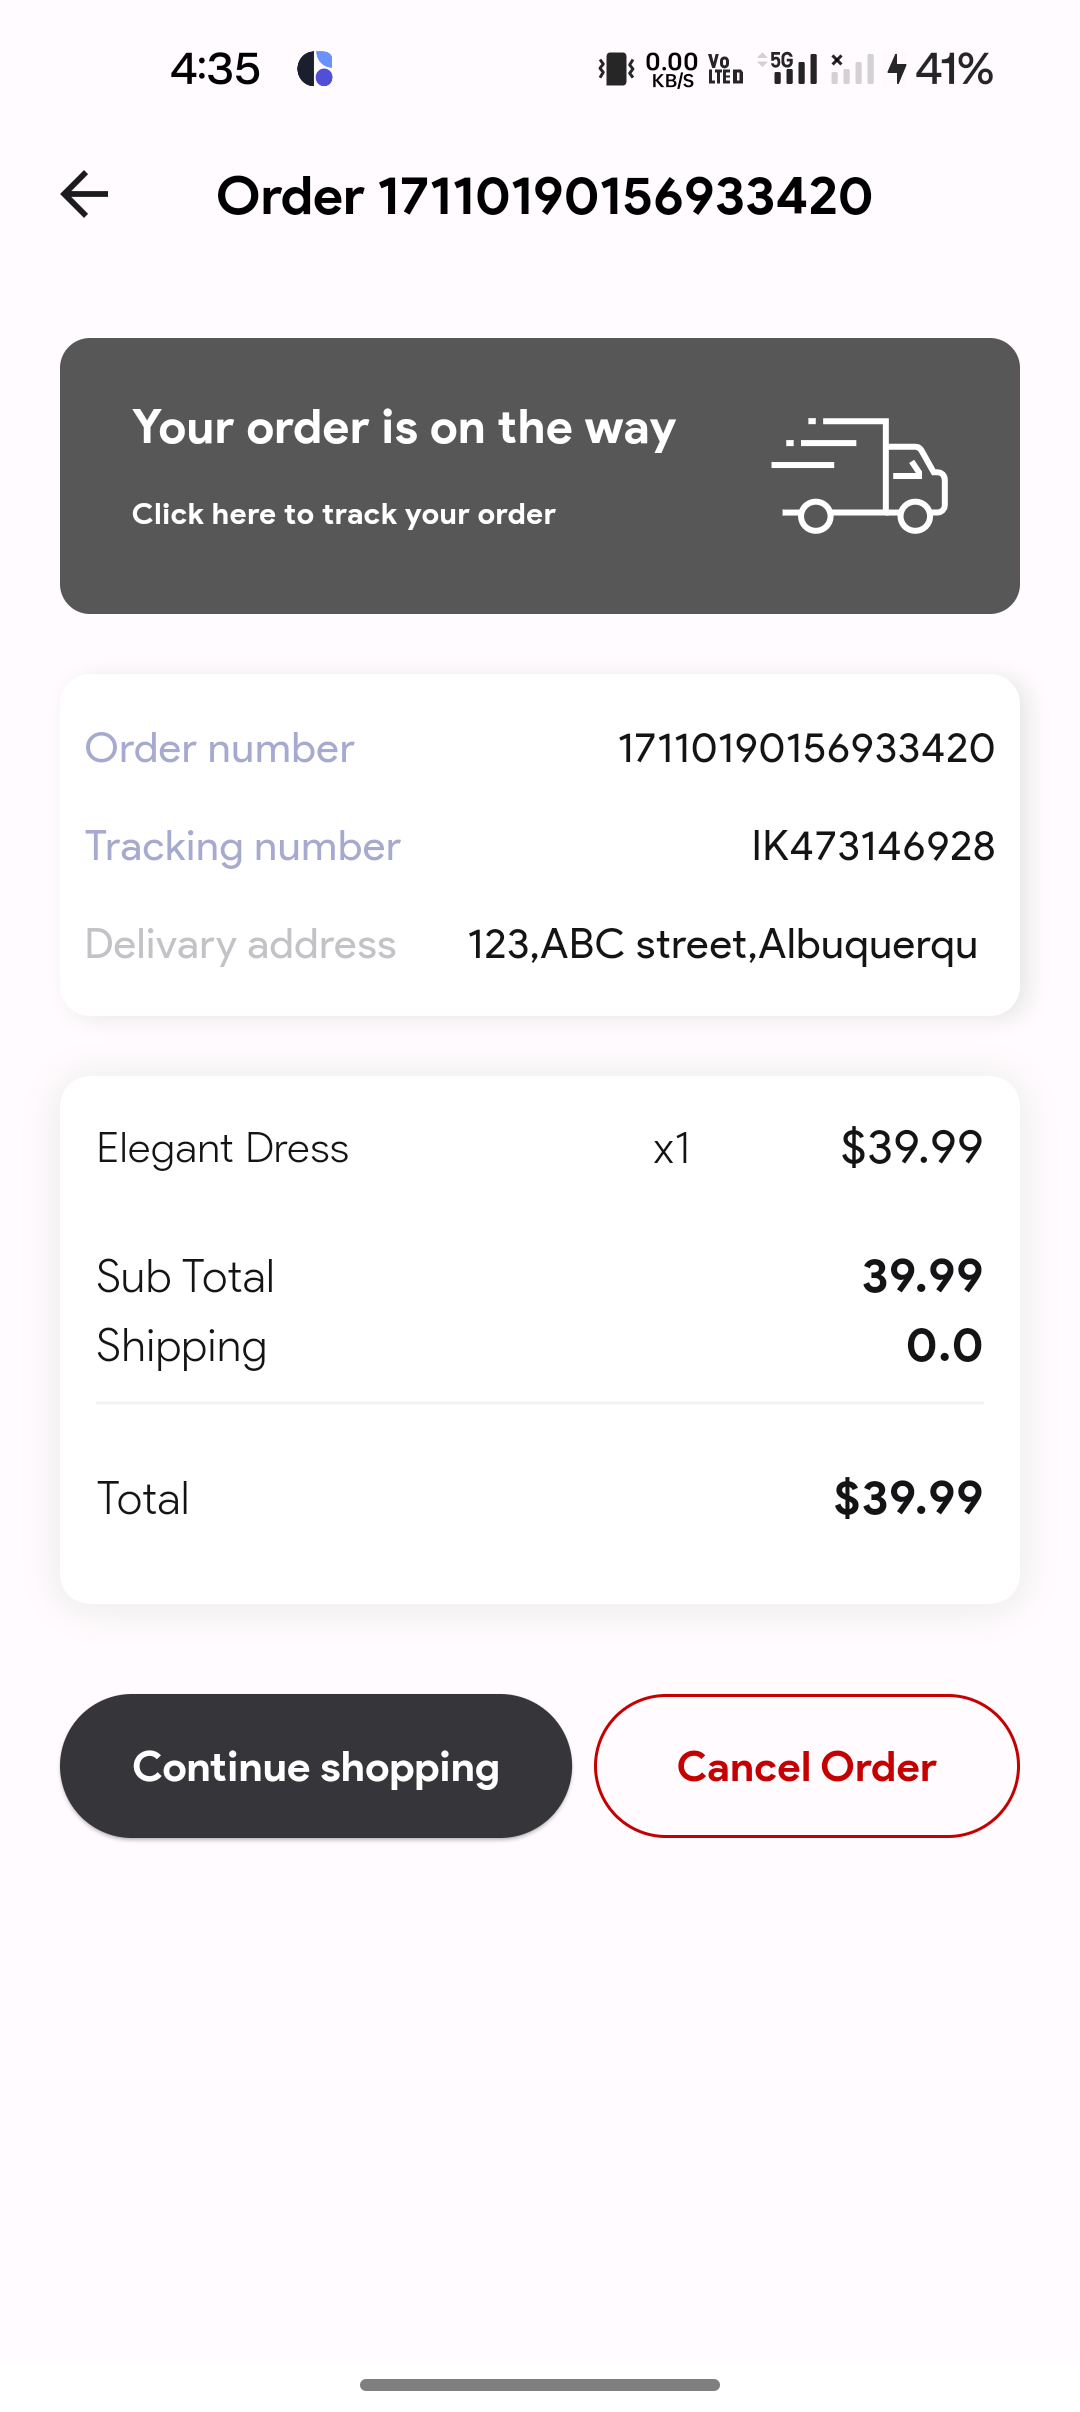 4:35 0.00 KB/S Vo LTED 5G 41%
Order 17110190156933420
Your order is on the way
Click here to track your order
Order number 17110190156933420
Tracking number IK473146928
Delivary address 123,ABC street,Albuquerqu
Elegant Dress x1 $39.99
Sub Total 39.99
Shipping 0.0
Total $39.99
Continue shopping Cancel Order